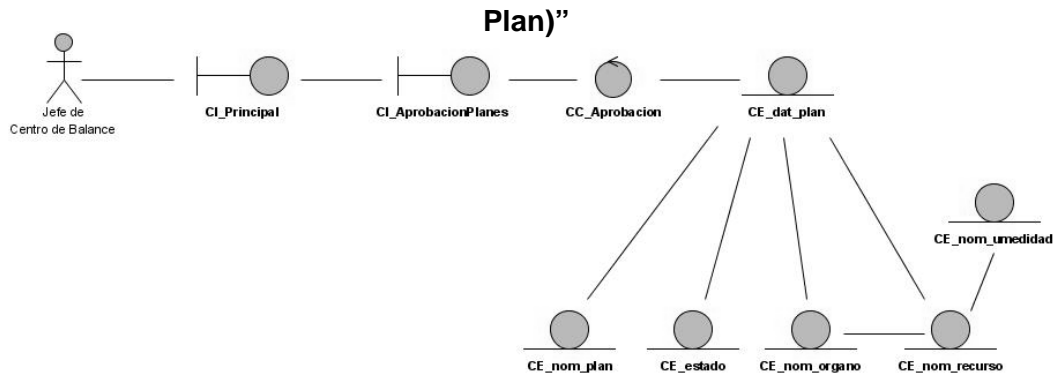 Plan)”
Jefe de
Centro de Balance
CI_Principal
CI_AprobacionPlanes
CC_Aprobacion
CE_dat_plan
CE_nom_umedidad
CE_nom_plan
CE_estado
CE_nom_organo
CE_nom_recurso